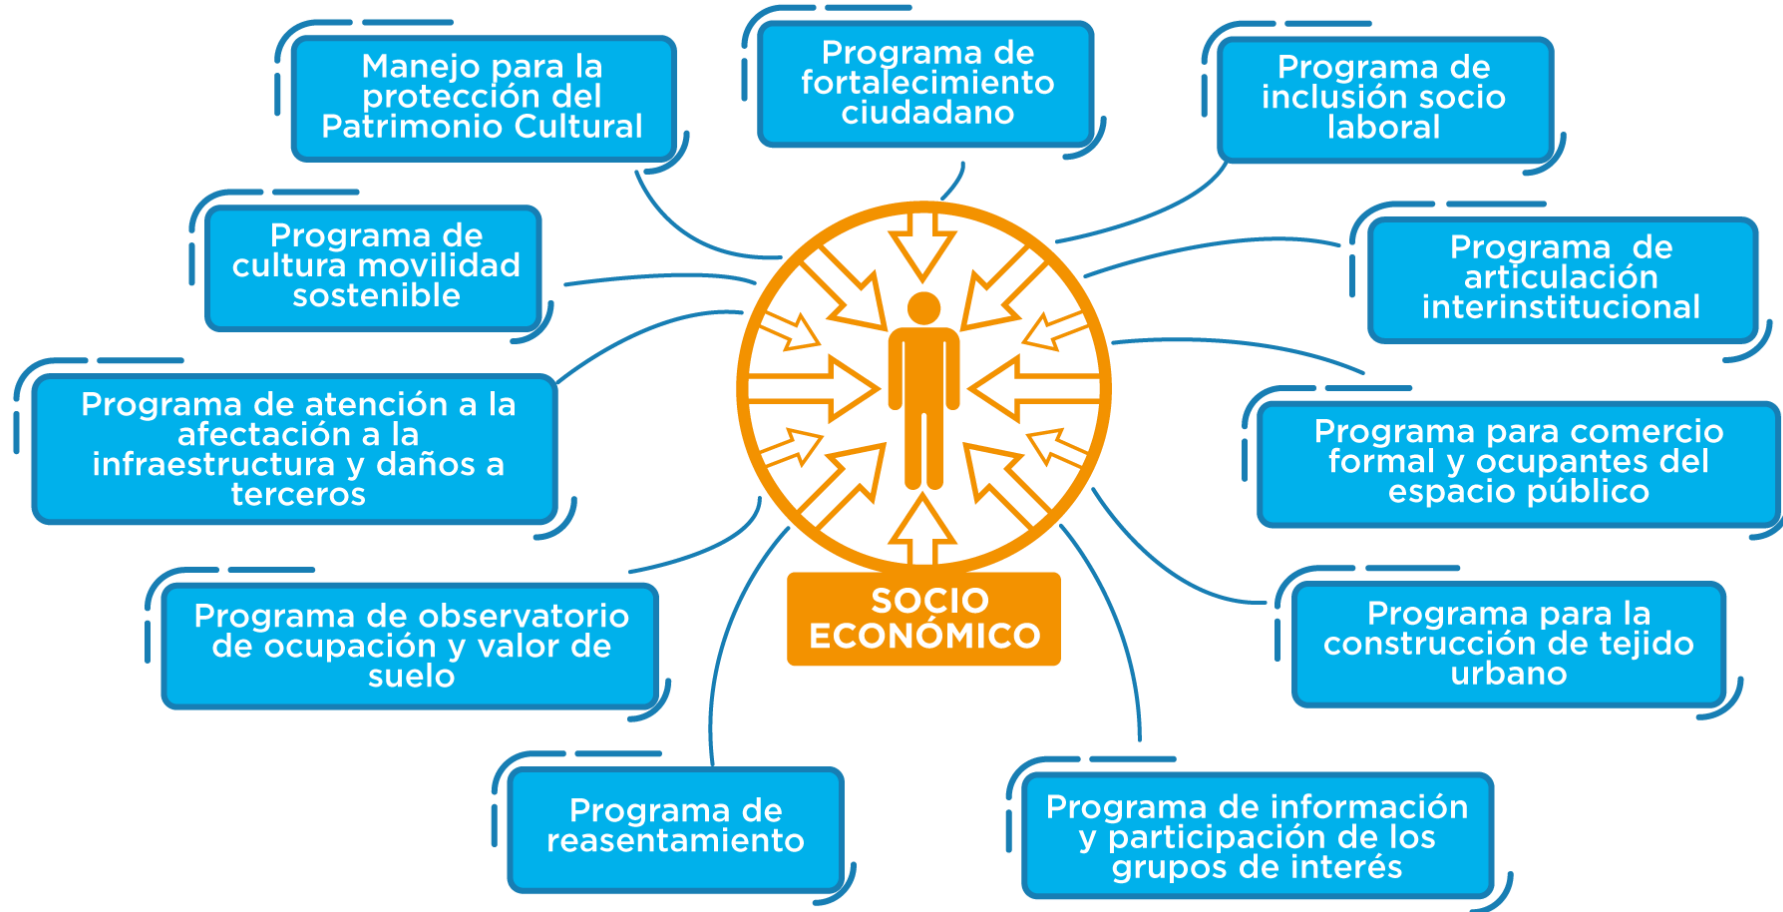 Manejo para la
protección del
Patrimonio Cultural
Programa de
fortalecimiento
ciudadano
Programa de
inclusión socio
laboral
Programa de
cultura movilidad
sostenible
Programa de
articulación
interinstitucional
Programa de atención a la
afectación a la
infraestructura y daños a
terceros
Programa para comercio
formal y ocupantes del
espacio público
Programa de observatorio
de ocupación y valor de
suelo
SOCIO
ECONÓMICO
Programa para la
construcción de tejido
urbano
Programa de
reasentamiento
Programa de información
y participación de los
grupos de interés